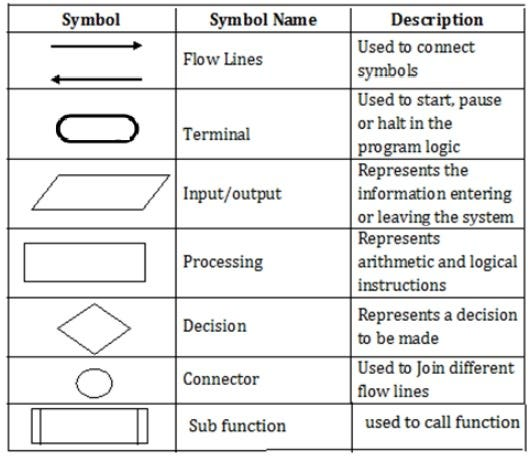 Symbol Symbol Name Description
Flow Lines
Used to connect
symbols
Terminal
Used to start, pause
or halt in the
program logic
Input/output
Represents the
information entering
or leaving the system
Processing
Represents
arithmetic and logical
instructions
Decision
Represents a decision
to be made
Connector
Used to Join different
flow lines
Sub function
used to call function